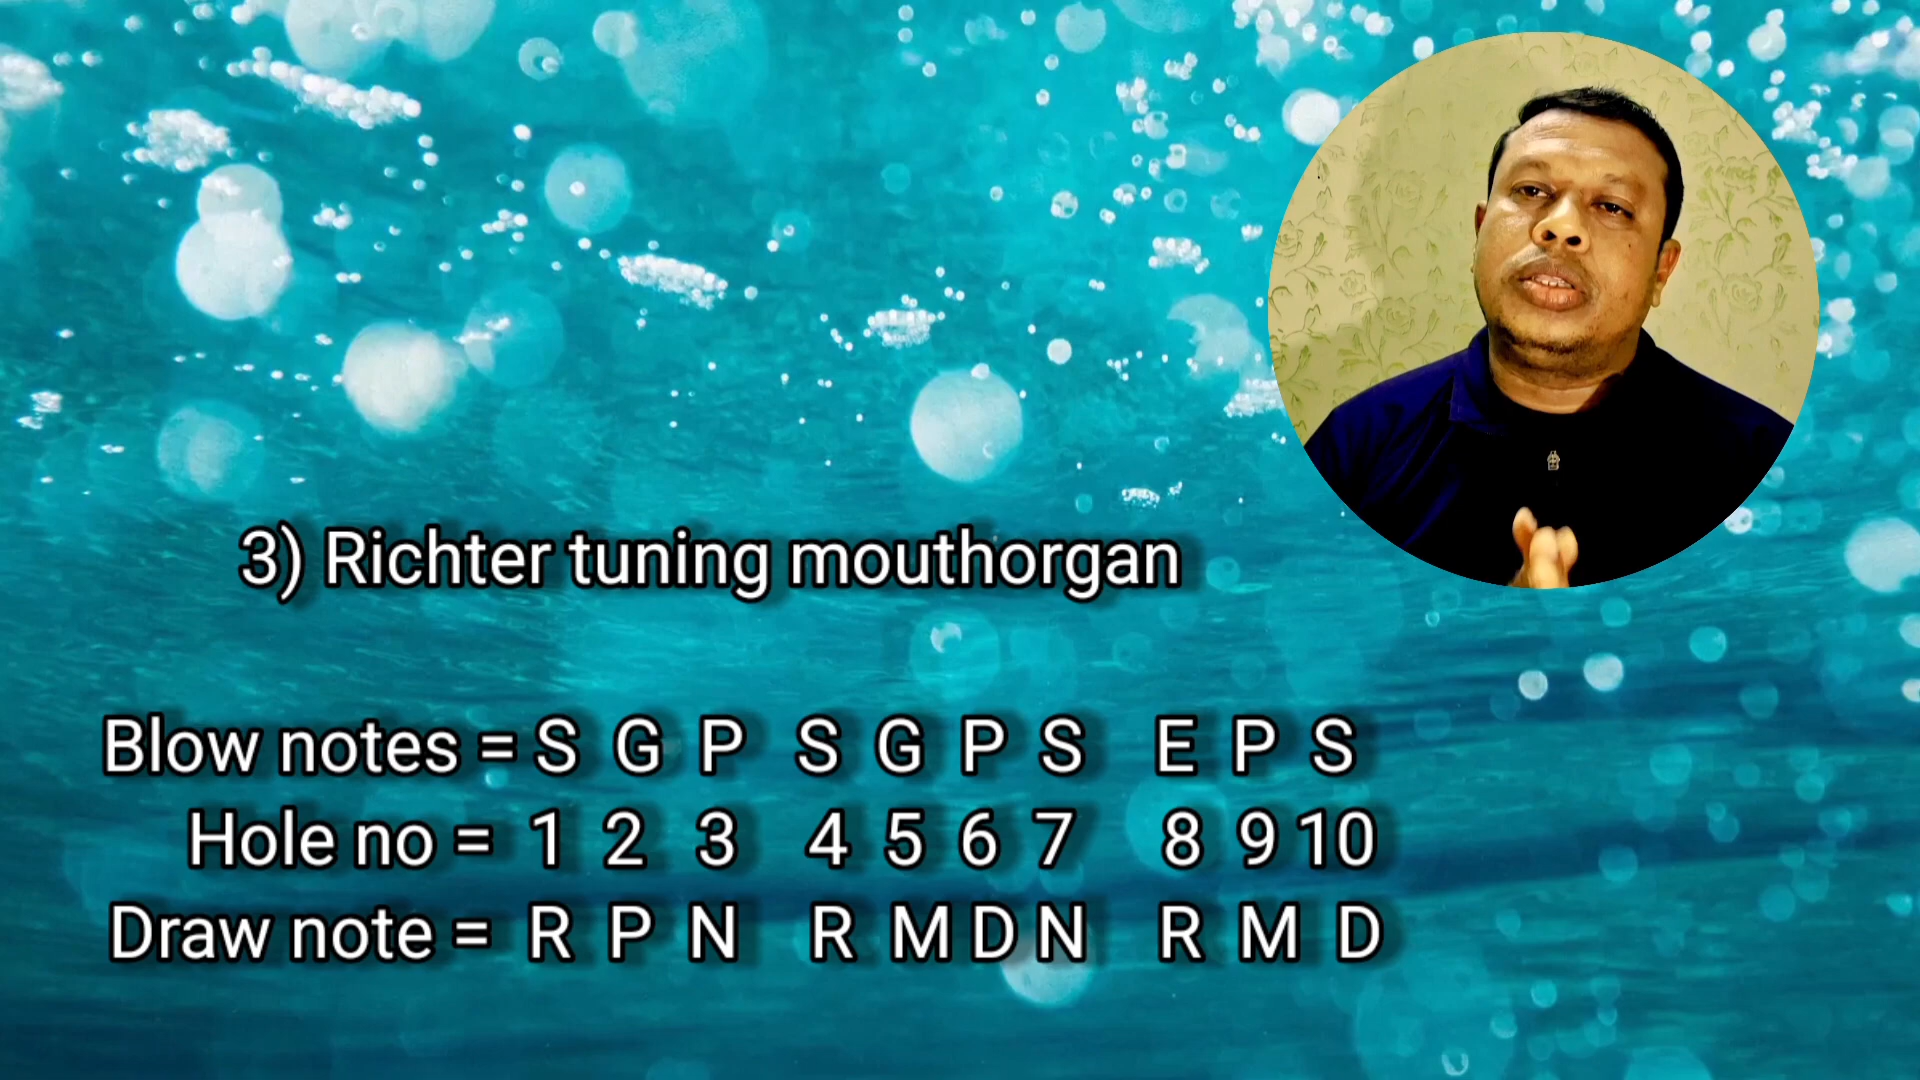 3) Richter tuning mouthorgan
Blow notes = S G P S G P S E P S
Hole no = 1 2 3 4 5 6 7 8 9 10
Draw note = R P N R M D N R M D